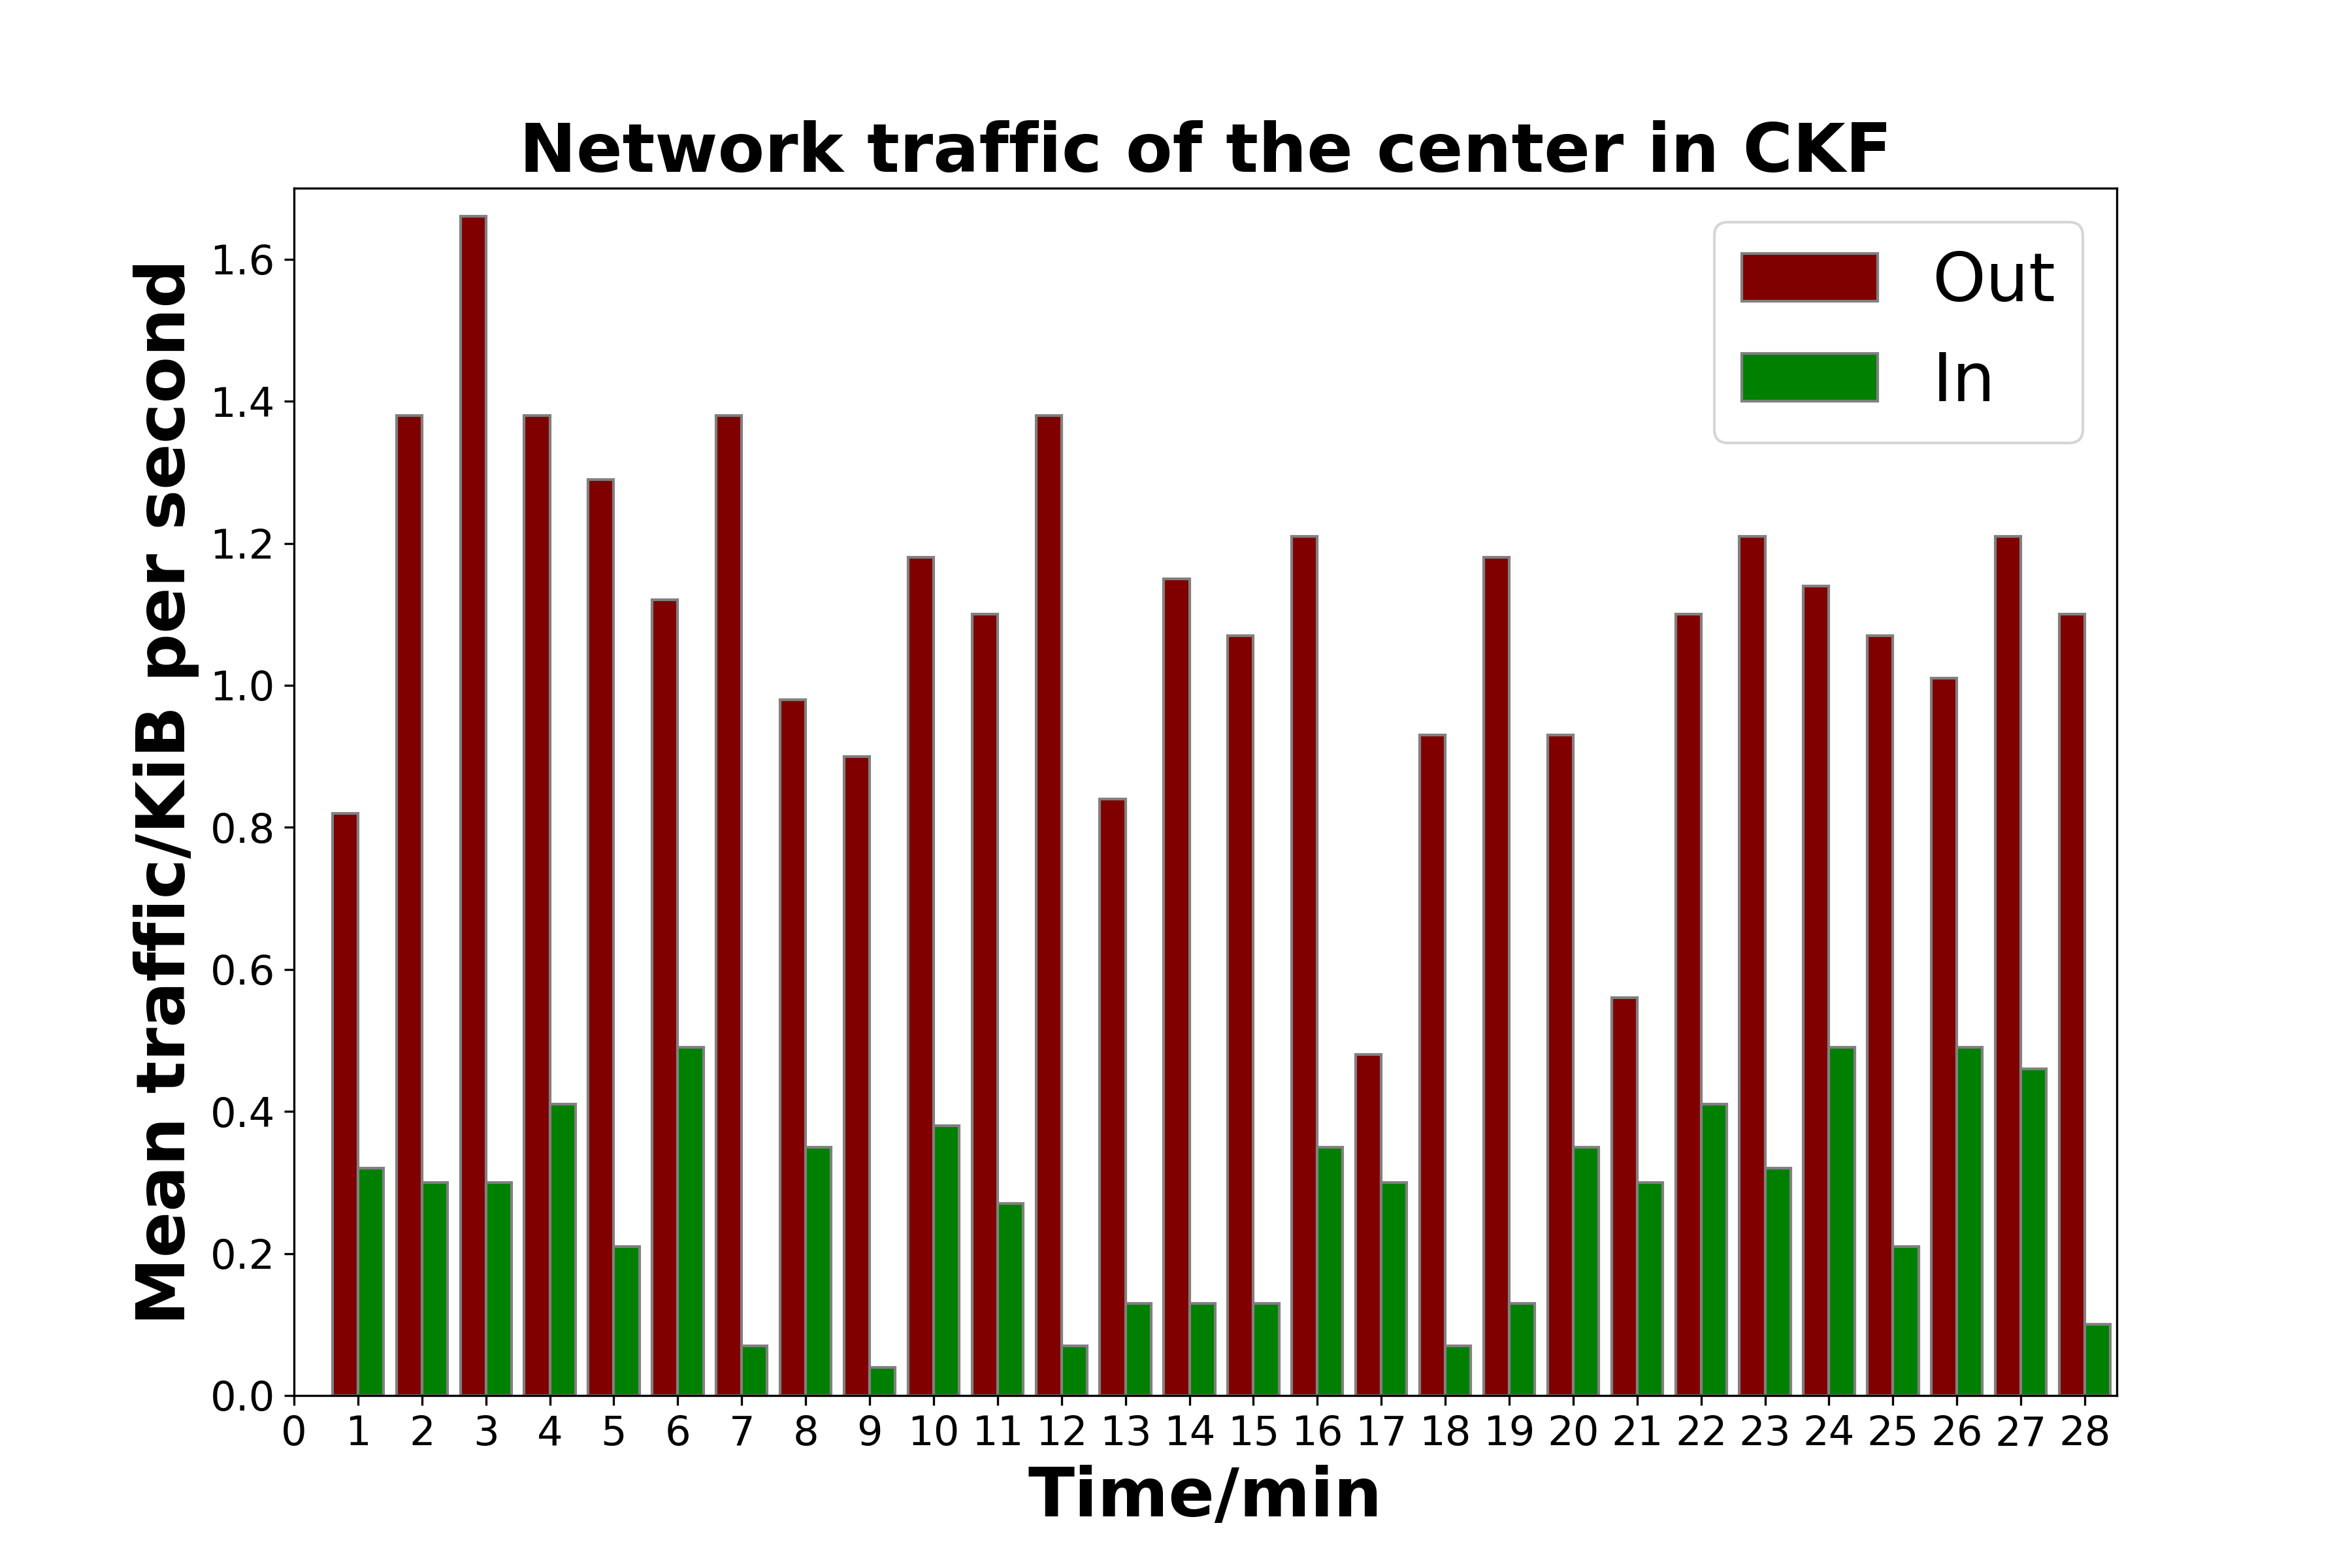 Network traffic of the center in CKF
Out
In
Mean traffic/KiB per second
1.6
1.4
1.2
1.0
0.8
0.6
0.4
0.2
0.0
0 1 2 3 4 5 6 7 8 9 10 11 12 13 14 15 16 17 18 19 20 21 22 23 24 25 26 27 28
Time/min